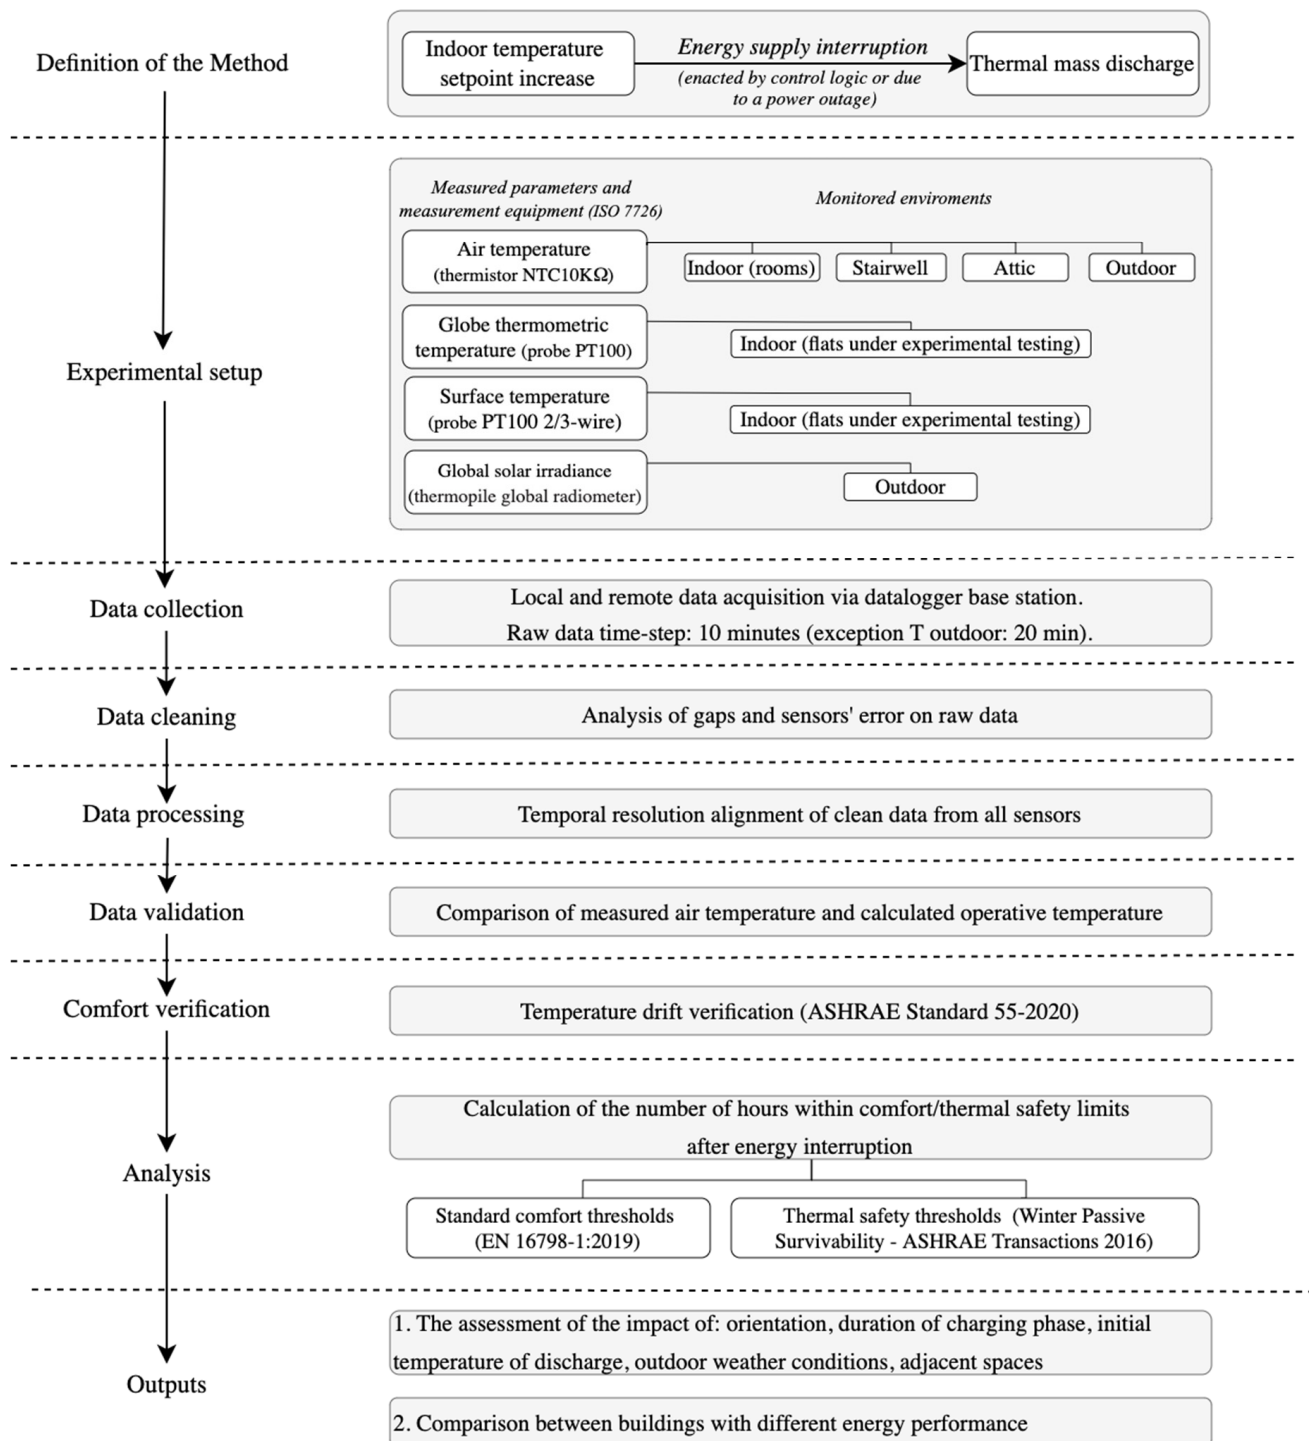 Definition of the Method
Indoor temperature
setpoint increase
Energy supply interruption
(enacted by control logic or due
to a power outage)
Thermal mass discharge
Experimental setup
Measured parameters and
measurement equipment (ISO 7726)
Monitored enviroments
Air temperature
(thermistor NTC10KΩ)
Indoor (rooms)
Stairwell
Attic
Outdoor
Globe thermometric
temperature (probe PT100)
Indoor (flats under experimental testing)
Surface temperature
(probe PT100 2/3-wire)
Indoor (flats under experimental testing)
Global solar irradiance
(thermopile global radiometer)
Outdoor
Data collection
Local and remote data acquisition via datalogger base station.
Raw data time-step: 10 minutes (exception T outdoor: 20 min).
Data cleaning
Analysis of gaps and sensors' error on raw data
Data processing
Temporal resolution alignment of clean data from all sensors
Data validation
Comparison of measured air temperature and calculated operative temperature
Comfort verification
Temperature drift verification (ASHRAE Standard 55-2020)
Analysis
Calculation of the number of hours within comfort/thermal safety limits
after energy interruption
Standard comfort thresholds
(EN 16798-1:2019)
Thermal safety thresholds (Winter Passive
Survivability - ASHRAE Transactions 2016)
Outputs
1. The assessment of the impact of: orientation, duration of charging phase, initial
temperature of discharge, outdoor weather conditions, adjacent spaces
2. Comparison between buildings with different energy performance